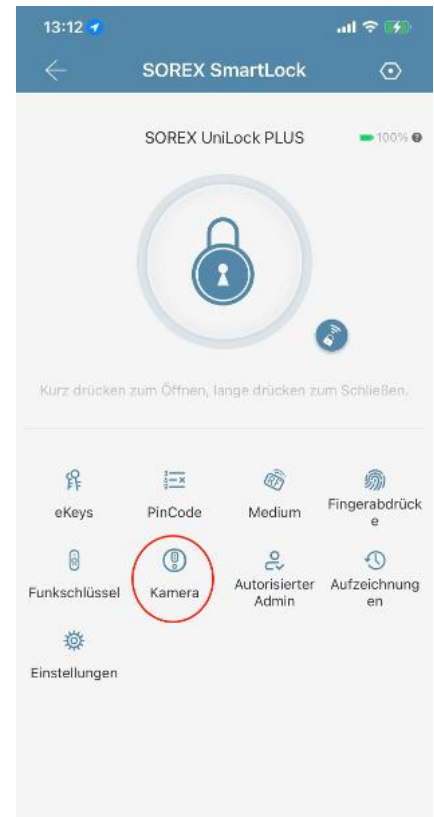 13:12
SOREX SmartLock
SOREX UniLock PLUS
100%
Kurz drücken zum Öffnen, lange drücken zum Schließen.
eKeys PinCode Medium Fingerabdrück
e
Funkschlüssel Kamera Autorisierter Aufzeichnung
Admin en
Einstellungen